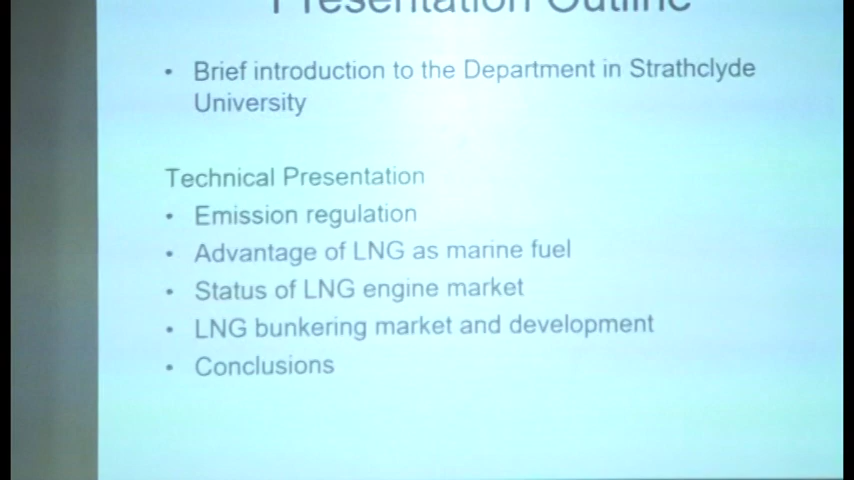 Presentation Outline
• Brief introduction to the Department in Strathclyde
University
Technical Presentation
• Emission regulation
• Advantage of LNG as marine fuel
• Status of LNG engine market
• LNG bunkering market and development
• Conclusions